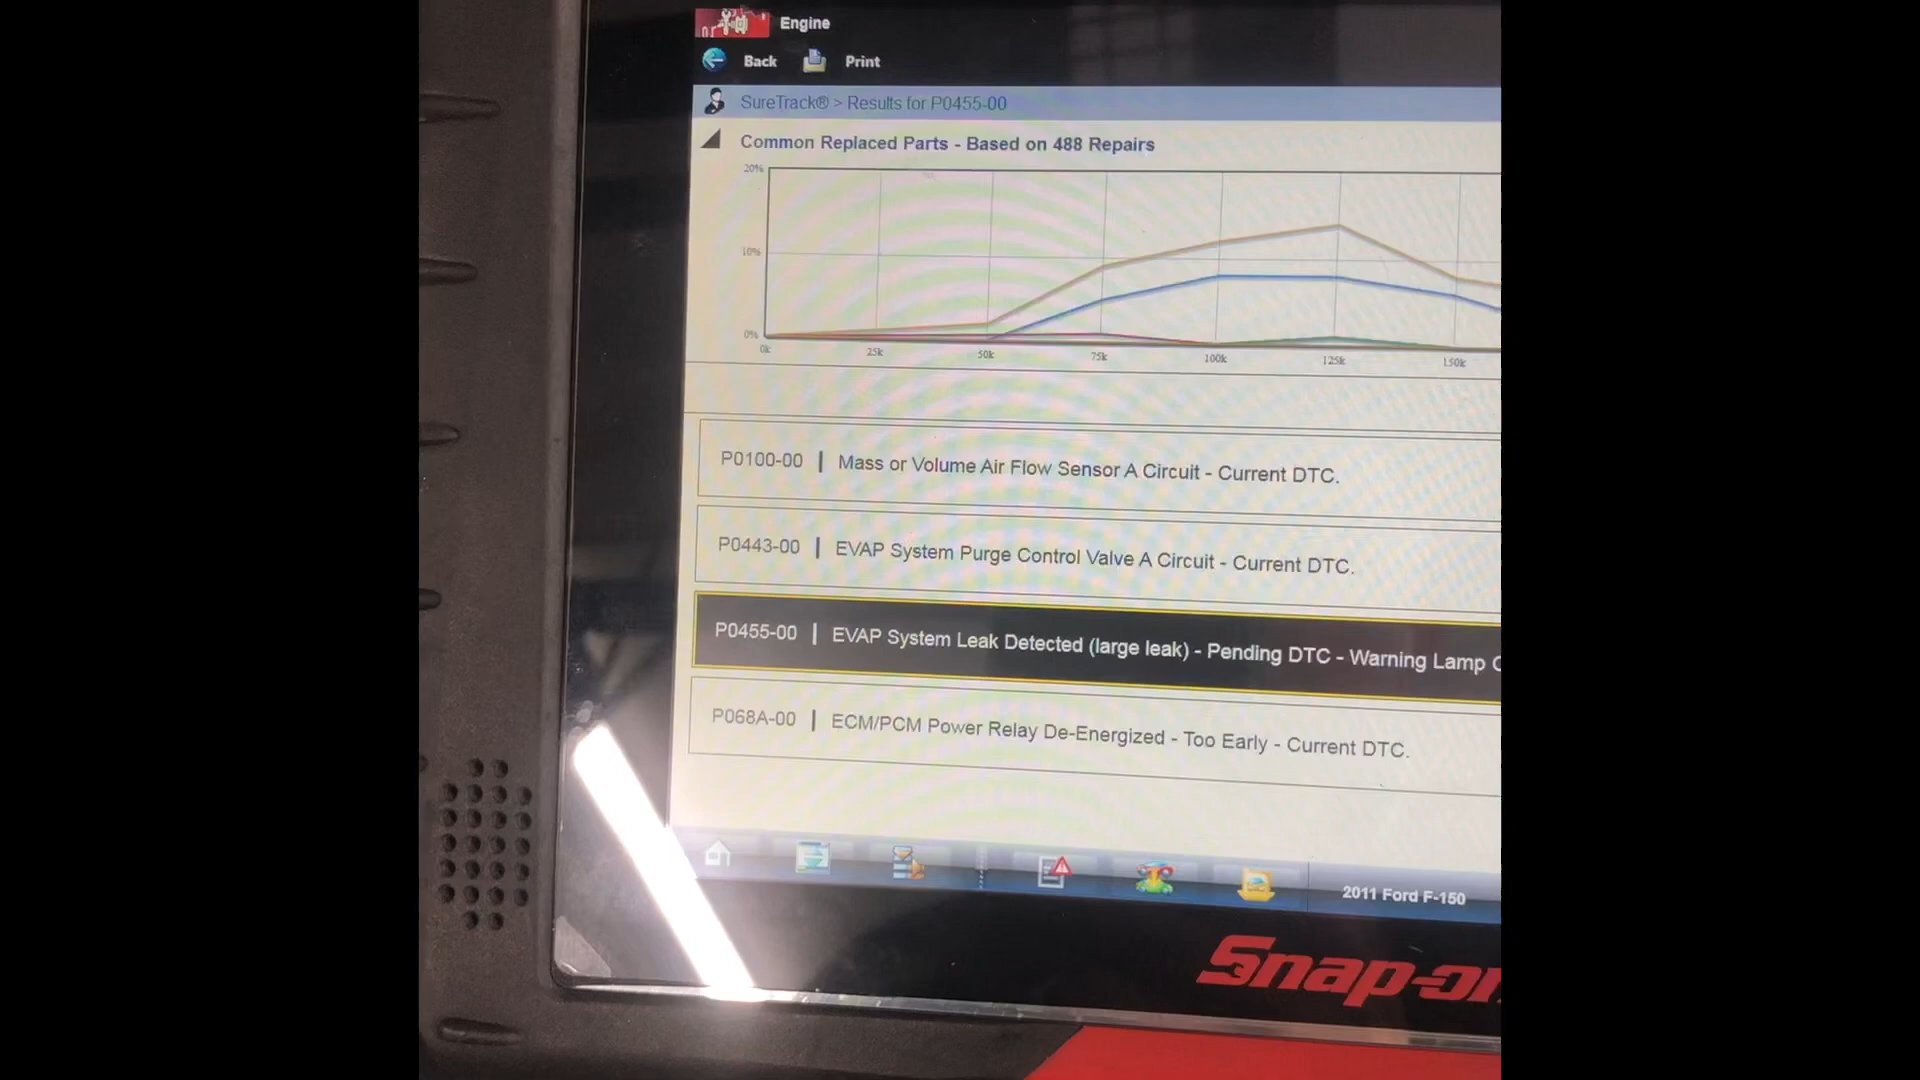 Engine
Back Print
SureTrack® > Results for P0455-00
Common Replaced Parts - Based on 488 Repairs
20%
10%
0%
0k 25k 50k 75k 100k 125k 150k
P0100-00 | Mass or Volume Air Flow Sensor A Circuit - Current DTC.
P0443-00 | EVAP System Purge Control Valve A Circuit - Current DTC.
P0455-00 | EVAP System Leak Detected (large leak) - Pending DTC - Warning Lamp
P068A-00 | ECM/PCM Power Relay De-Energized - Too Early - Current DTC.
2011 Ford F-150
Snap-on